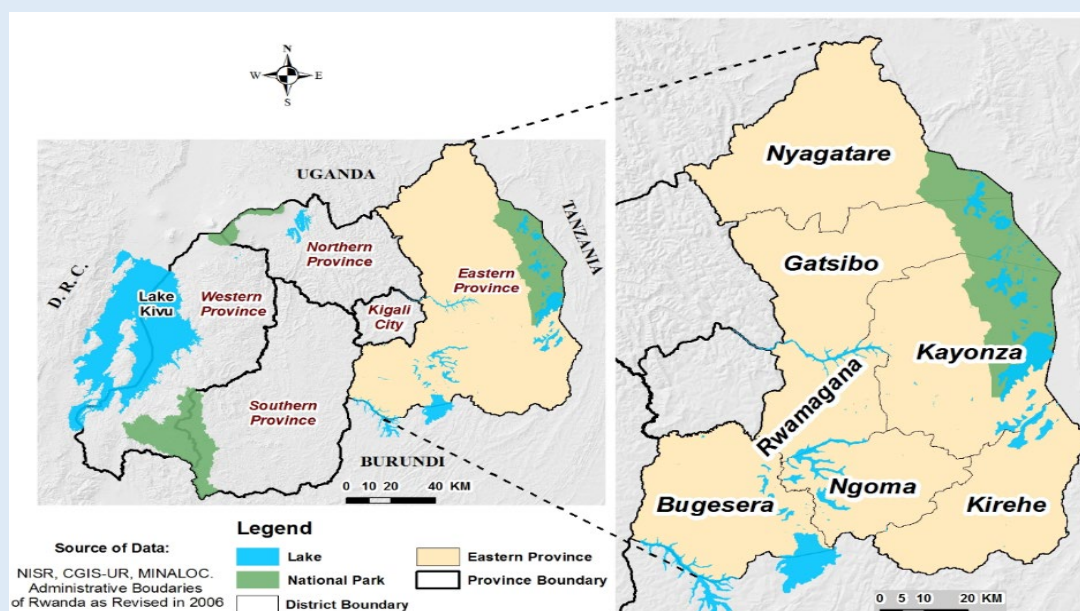 N
W E
S
UGANDA
TANZANIA
D. R. C.
BURUNDI
Northern
Province
Eastern
Province
Western
Province
Kigali
City
Lake
Kivu
Southern
Province
0 10 20 40 KM
Nyagatare
Gatsibo
Kayonza
Rwamagana
Ngoma
Bugesera
Kirehe
0 5 10 20 KM
Legend
Lake
National Park
District Boundary
Eastern Province
Province Boundary
Source of Data:
NISR, CGIS-UR, MINALOC.
Administrative Boudaries
of Rwanda as Revised in 2006